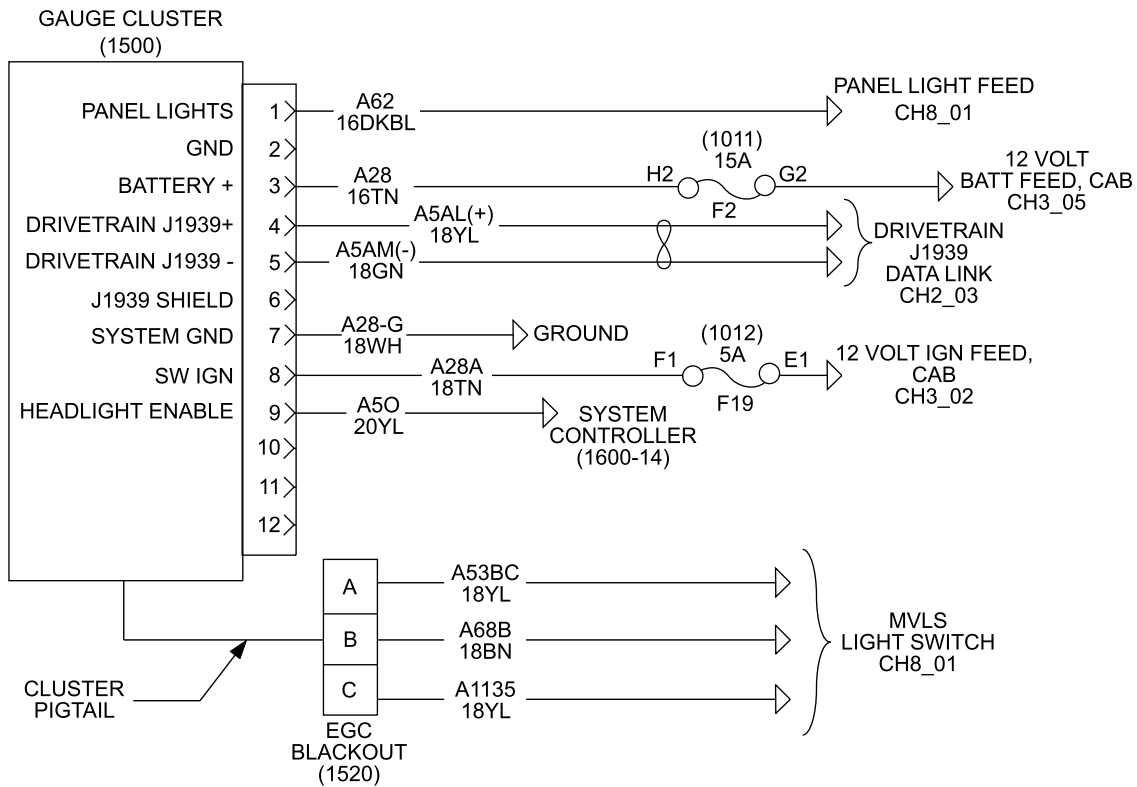 GAUGE CLUSTER
(1500)
PANEL LIGHTS 1 A62
16DKBL
PANEL LIGHT FEED
CH8_01
GND 2
BATTERY + 3 A28
16TN
H2
(1011)
15A
G2
F2
12 VOLT
BATT FEED, CAB
CH3_05
DRIVETRAIN J1939+ 4 A5AL(+)
18YL
DRIVETRAIN J1939 - 5 A5AM(-)
18GN
DRIVETRAIN
J1939
DATA LINK
CH2_03
J1939 SHIELD 6
SYSTEM GND 7 A28-G
18WH
GROUND
SW IGN 8 A28A
18TN
F1
(1012)
5A
E1
F19
12 VOLT IGN FEED,
CAB
CH3_02
HEADLIGHT ENABLE 9 A5O
20YL
SYSTEM
CONTROLLER
(1600-14)
10
11
12
A A53BC
18YL
B A68B
18BN
C A1135
18YL
MVLS
LIGHT SWITCH
CH8_01
CLUSTER
PIGTAIL
EGC
BLACKOUT
(1520)